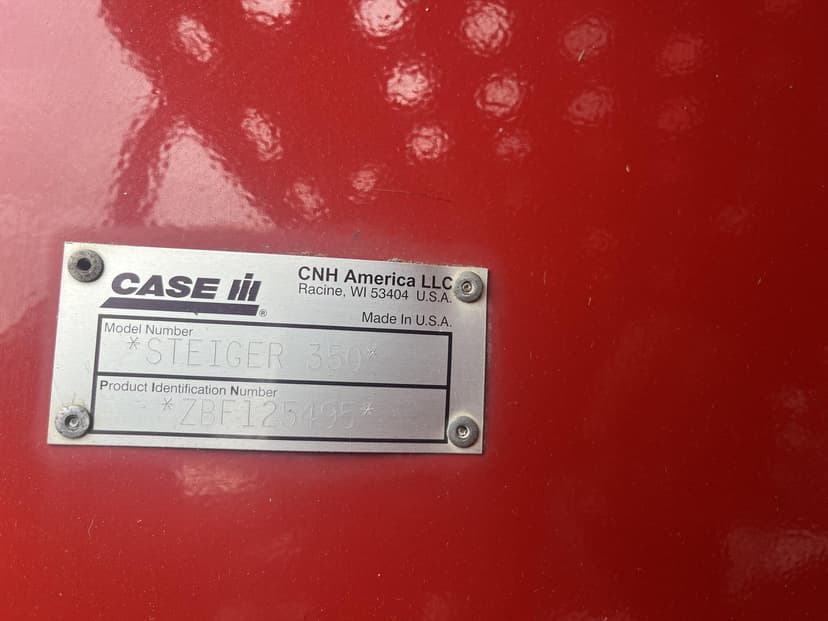 CASE IH®
CNH America LLC
Racine, WI 53404 U.S.A.
Made In U.S.A.
Model Number
*STEIGER 350*
Product Identification Number
*ZBF125495*